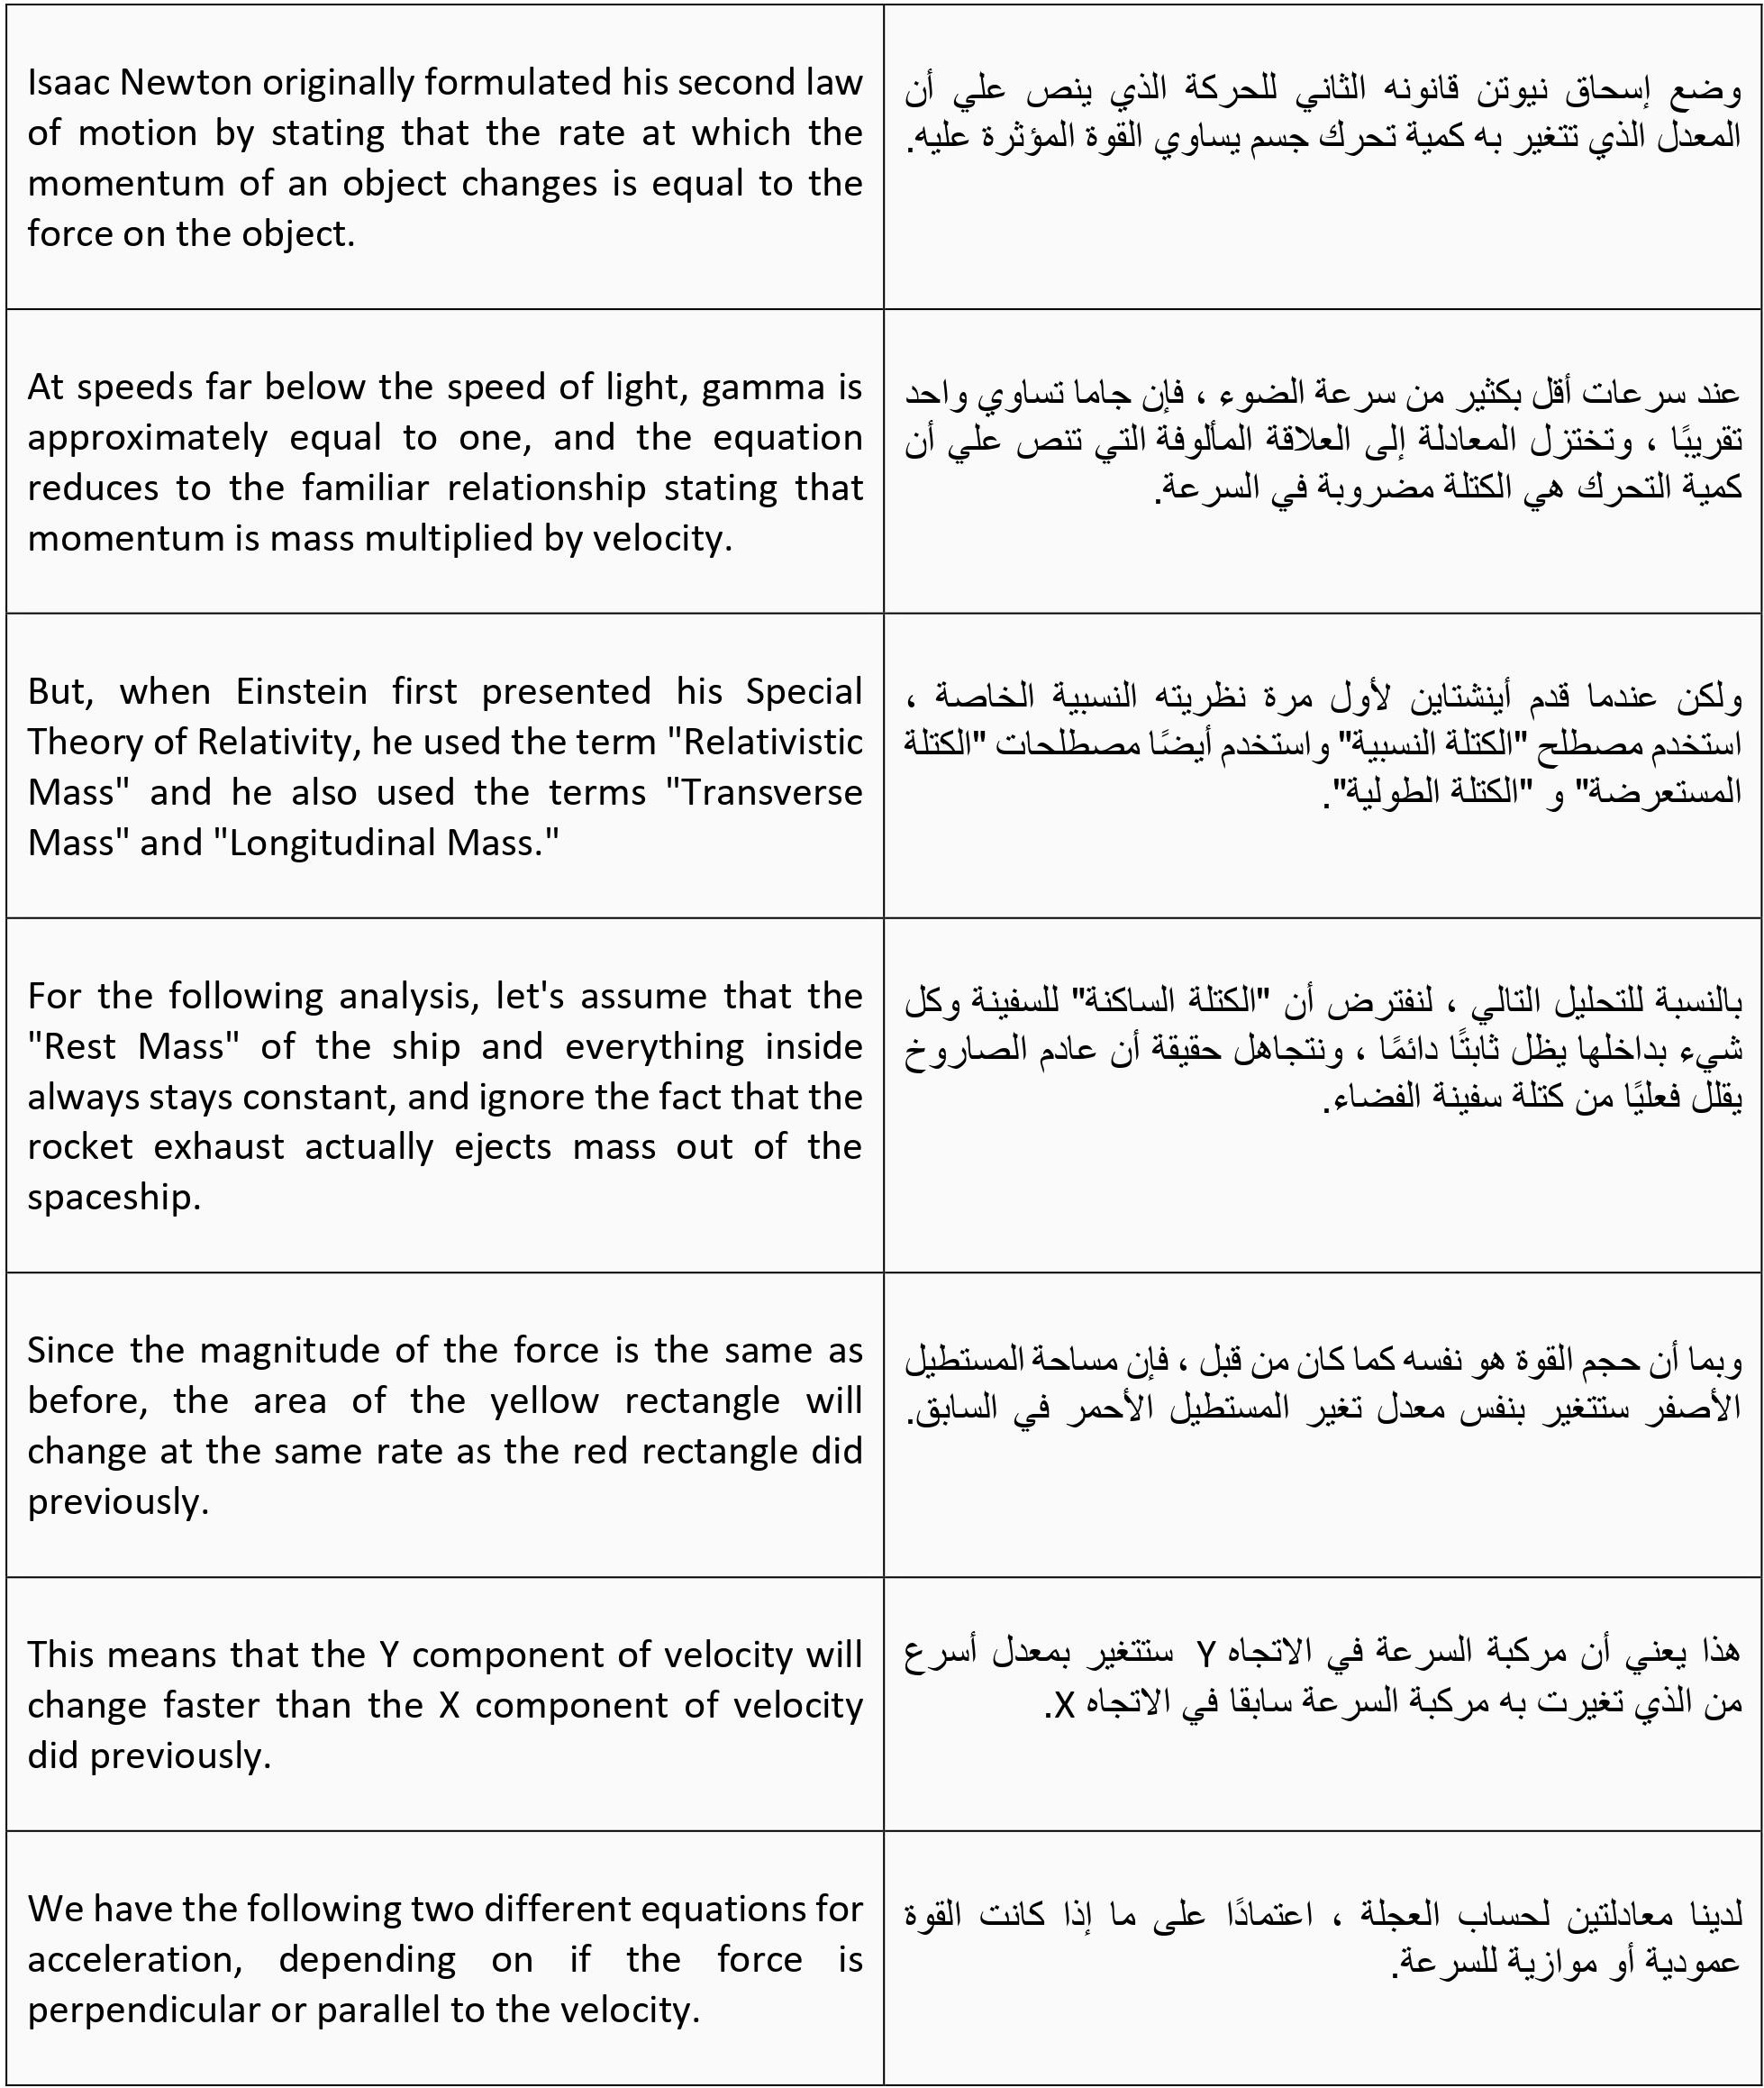 Isaac Newton originally formulated his second law
of motion by stating that the rate at which the
momentum of an object changes is equal to the
force on the object.
وضع إسحاق نيوتن قانونه الثاني للحركة الذي ينص علي أن
المعدل الذي تتغير به كمية تحرك جسم يساوي القوة المؤثرة عليه.
At speeds far below the speed of light, gamma is
approximately equal to one, and the equation
reduces to the familiar relationship stating that
momentum is mass multiplied by velocity.
عند سرعات أقل بكثير من سرعة الضوء ، فإن جاما تساوي واحد
تقريبًا ، وتختزل المعادلة إلى العلاقة المألوفة التي تنص علي أن
كمية التحرك هي الكتلة مضروبة في السرعة.
But, when Einstein first presented his Special
Theory of Relativity, he used the term "Relativistic
Mass" and he also used the terms "Transverse
Mass" and "Longitudinal Mass."
ولكن عندما قدم أينشتاين لأول مرة نظريته النسبية الخاصة ،
استخدم مصطلح "الكتلة النسبية" واستخدم أيضًا مصطلحات "الكتلة
المستعرضة" و "الكتلة الطولية".
For the following analysis, let's assume that the
"Rest Mass" of the ship and everything inside
always stays constant, and ignore the fact that the
rocket exhaust actually ejects mass out of the
spaceship.
بالنسبة للتحليل التالي ، لنفترض أن "الكتلة الساكنة" للسفينة وكل
شيء بداخلها يظل ثابتًا دائمًا ، ونتجاهل حقيقة أن عادم الصاروخ
يقلل فعليًا من كتلة سفينة الفضاء.
Since the magnitude of the force is the same as
before, the area of the yellow rectangle will
change at the same rate as the red rectangle did
previously.
وبما أن حجم القوة هو نفسه كما كان من قبل ، فإن مساحة المستطيل
الأصفر ستتغير بنفس معدل تغير المستطيل الأحمر في السابق.
This means that the Y component of velocity will
change faster than the X component of velocity
did previously.
هذا يعني أن مركبة السرعة في الاتجاه Y ستتغير بمعدل أسرع
من الذي تغيرت به مركبة السرعة سابقا في الاتجاه X.
We have the following two different equations for
acceleration, depending on if the force is
perpendicular or parallel to the velocity.
لدينا معادلتين لحساب العجلة ، اعتمادًا على ما إذا كانت القوة
عمودية أو موازية للسرعة.